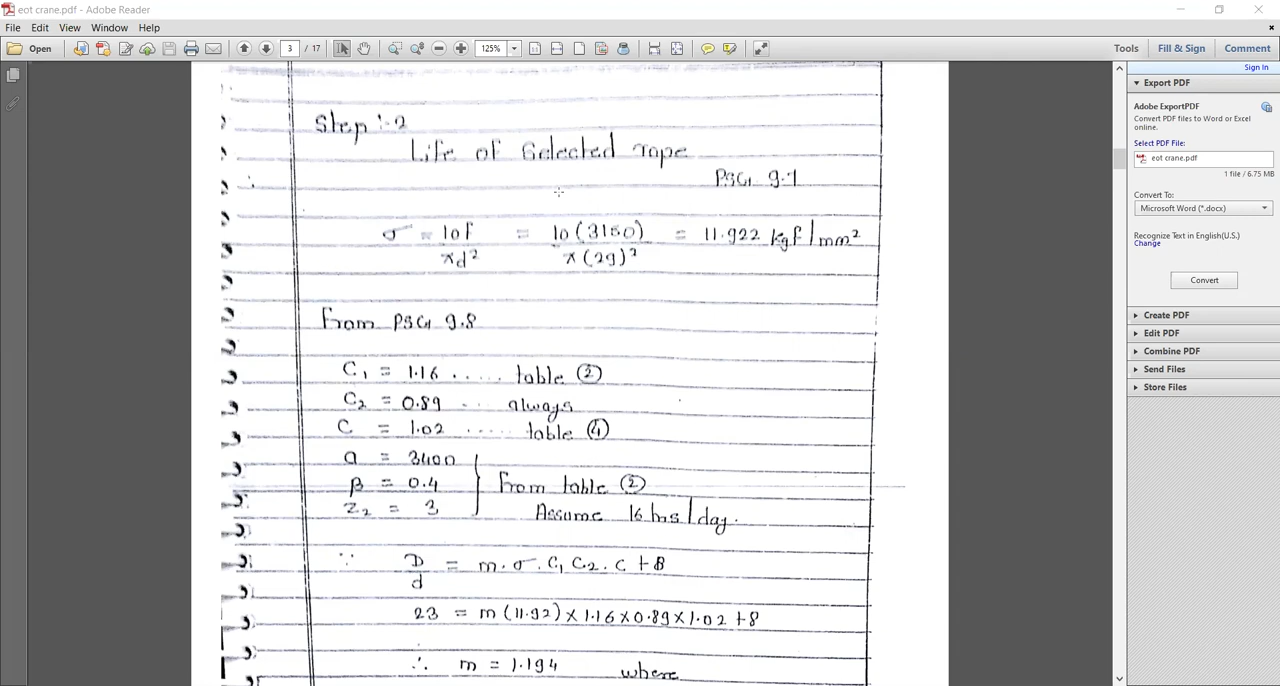 eot crane.pdf - Adobe Reader
File Edit View Window Help
Open 3 / 17 125% Tools Fill & Sign Comment
Sign In
Export PDF
Adobe ExportPDF
Convert PDF files to Word or Excel
online.
Select PDF File:
eot crane.pdf
1 file / 6.75 MB
Convert To:
Microsoft Word (*.docx)
Recognize Text in English(U.S.)
Change
Convert
Create PDF
Edit PDF
Combine PDF
Send Files
Store Files
Step :- 2
Life of Selected rope
PSG 9.1
σ = 10F / πd² = 10(3150) / π(29)² = 11.922 kgf/mm²
From PSG 9.8
C₁ = 1.16 ..... table ②
C₂ = 0.89 .. always
C = 1.02 ..... table ④
a = 3400
β = 0.4 } From table ②
Z₂ = 3 Assume 16 hrs/day.
∵ D/d = m.σ.C₁ C₂.C + 8
23 = m(11.92)×1.16×0.89×1.02+8
∴ m = 1.194 where